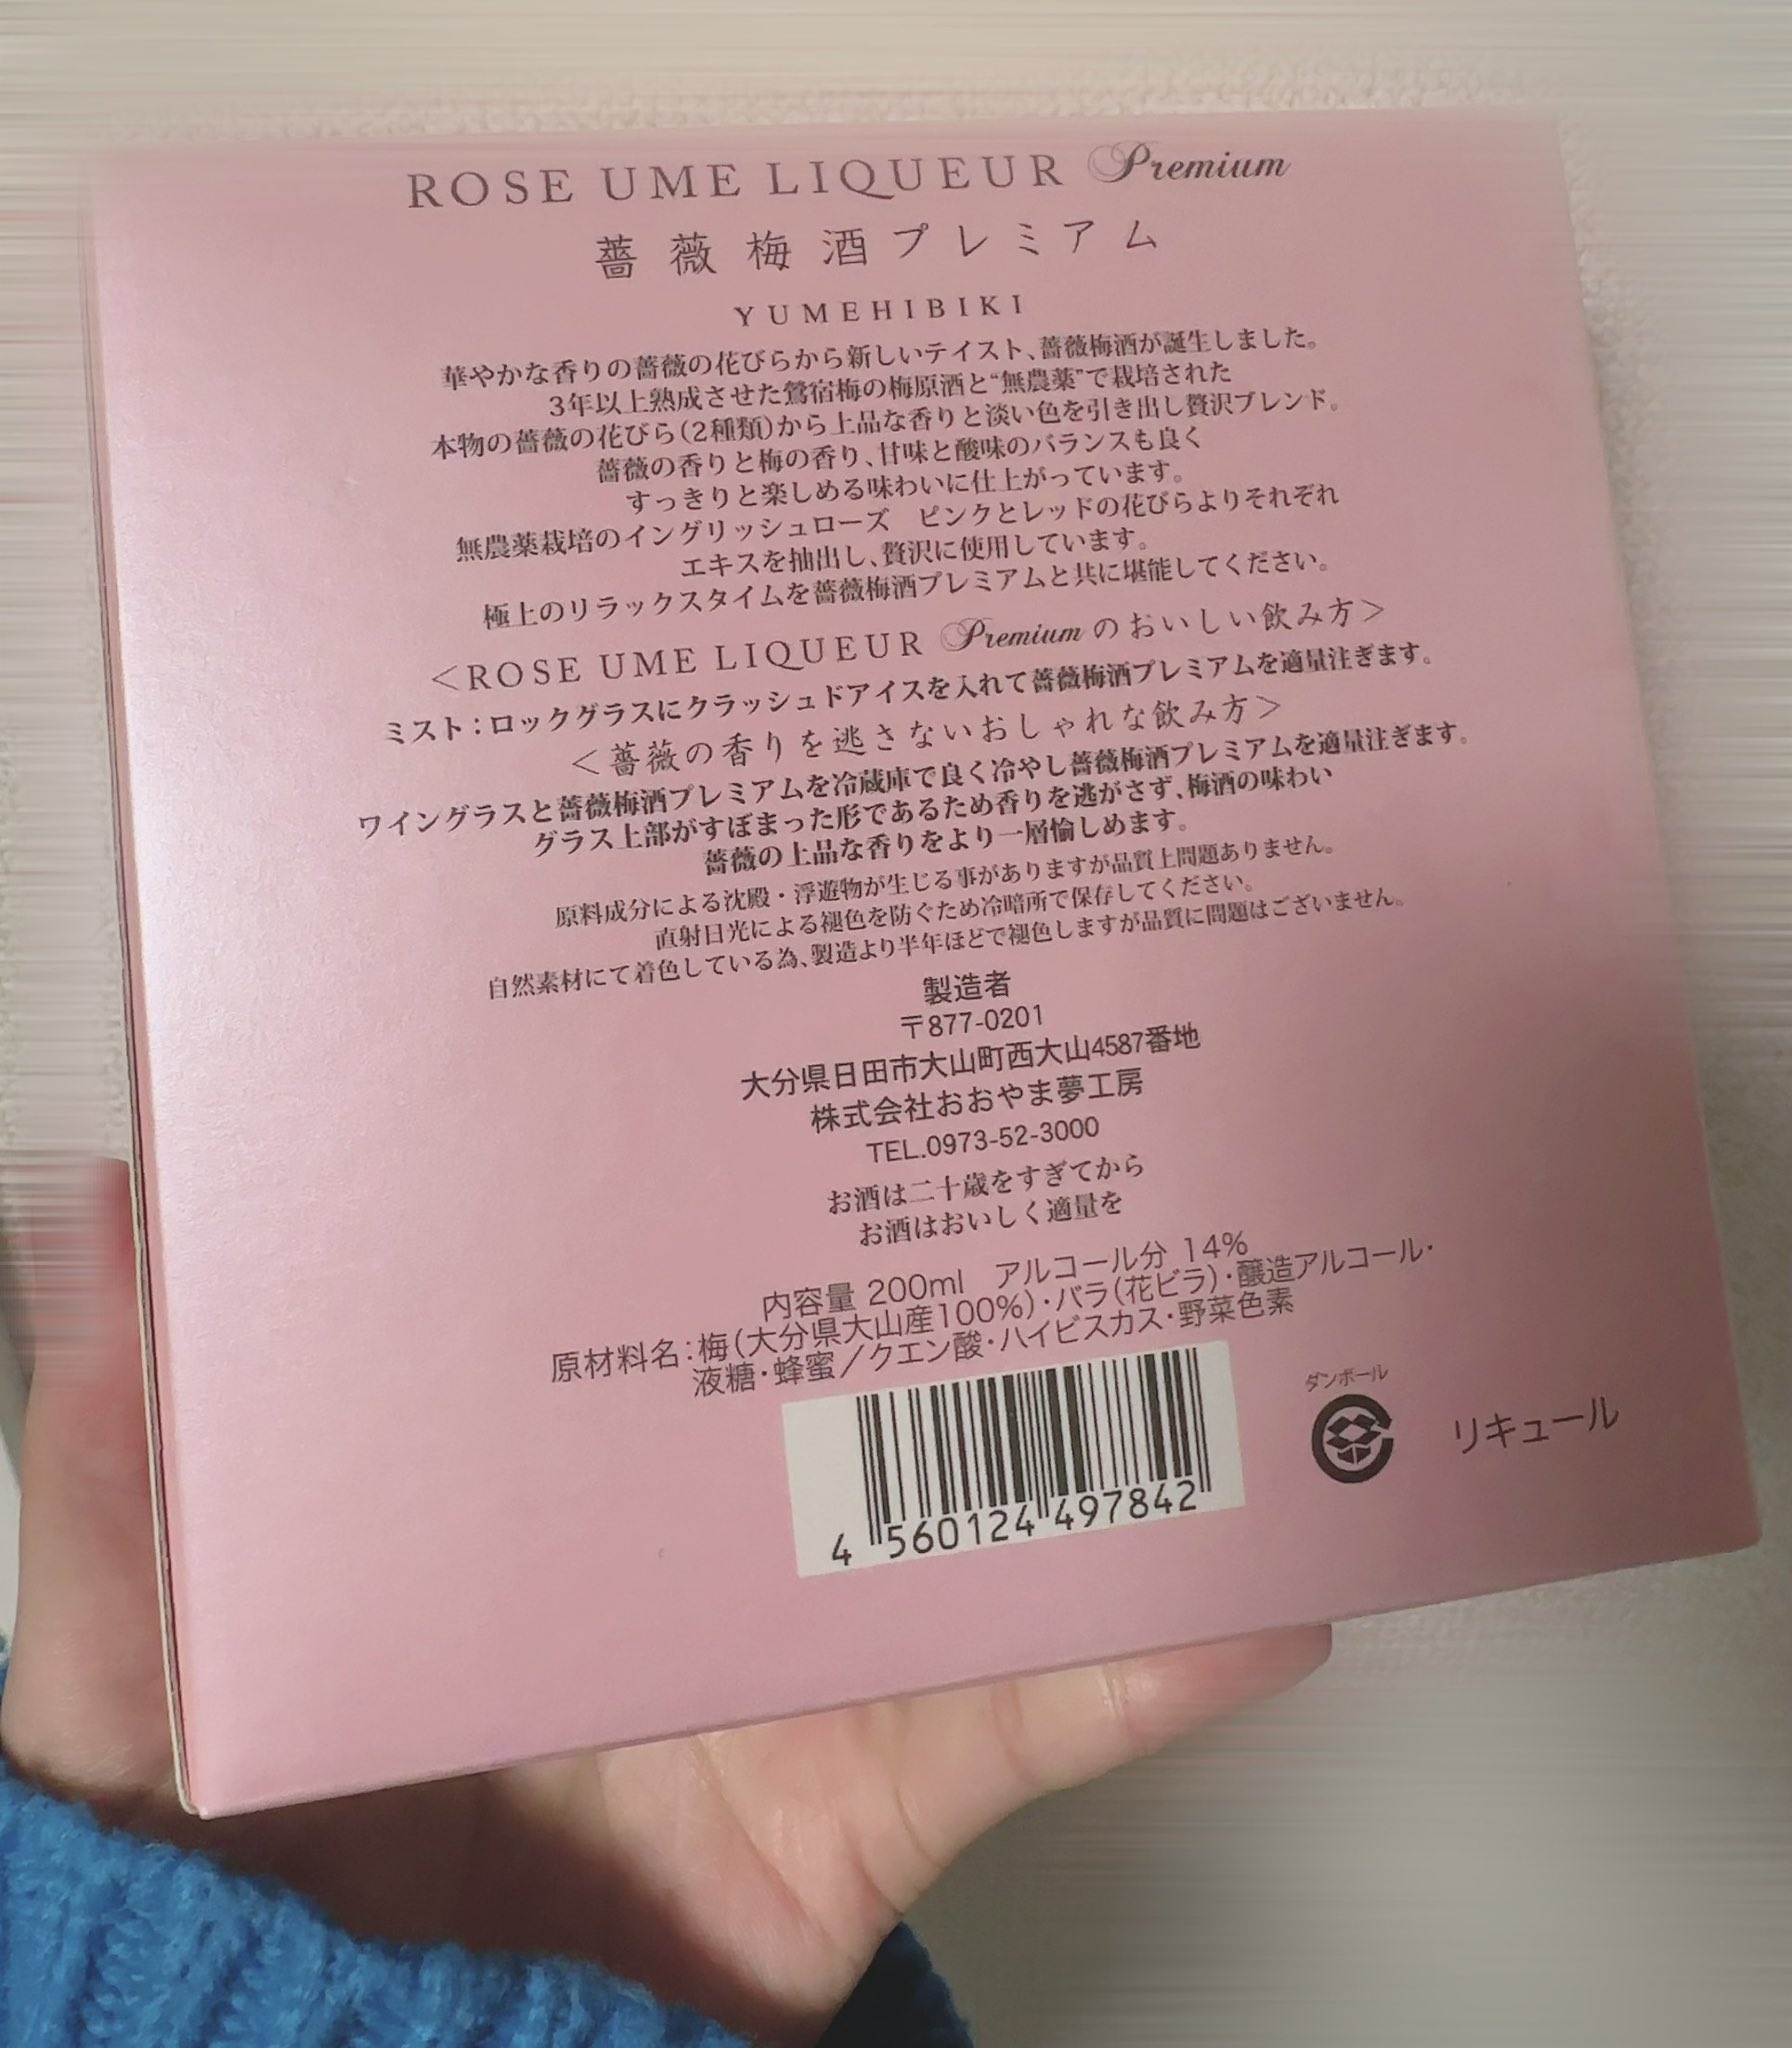 ROSE UME LIQUEUR Premium
薔薇梅酒プレミアム
YUMEHIBIKI
華やかな香りの薔薇の花びらから新しいテイスト、薔薇梅酒が誕生しました。
3年以上熟成させた鶯宿梅の梅原酒と“無農薬”で栽培された
本物の薔薇の花びら(2種類)から上品な香りと淡い色を引き出し贅沢ブレンド。
薔薇の香りと梅の香り、甘味と酸味のバランスも良く
すっきりと楽しめる味わいに仕上がっています。
無農薬栽培のイングリッシュローズ　ピンクとレッドの花びらよりそれぞれ
エキスを抽出し、贅沢に使用しています。
極上のリラックスタイムを薔薇梅酒プレミアムと共に堪能してください。
＜ROSE UME LIQUEUR Premiumのおいしい飲み方＞
ミスト：ロックグラスにクラッシュドアイスを入れて薔薇梅酒プレミアムを適量注ぎます。
＜薔薇の香りを逃さないおしゃれな飲み方＞
ワイングラスと薔薇梅酒プレミアムを冷蔵庫で良く冷やし薔薇梅酒プレミアムを適量注ぎます。
グラス上部がすぼまった形であるため香りを逃がさず、梅酒の味わい
薔薇の上品な香りをより一層愉しめます。
原料成分による沈殿・浮遊物が生じる事がありますが品質上問題ありません。
直射日光による褪色を防ぐため冷暗所で保存してください。
自然素材にて着色している為、製造より半年ほどで褪色しますが品質に問題はございません。
製造者
〒877-0201
大分県日田市大山町西大山4587番地
株式会社おおやま夢工房
TEL.0973-52-3000
お酒は二十歳をすぎてから
お酒はおいしく適量を
内容量 200ml　アルコール分 14%
原材料名：梅(大分県大山産100%)・バラ(花ビラ)・醸造アルコール・
液糖・蜂蜜／クエン酸・ハイビスカス・野菜色素
ダンボール
リキュール
4 560124 497842